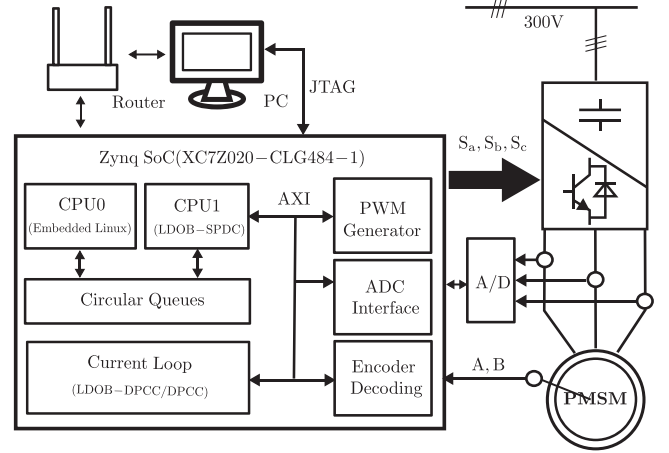 300V
Router
PC
JTAG
Zynq SoC(XC7Z020−CLG484−1)
Sa, Sb, Sc
CPU0
(Embedded Linux)
CPU1
(LDOB−SPDC)
AXI
PWM
Generator
Circular Queues
ADC
Interface
A/D
Current Loop
(LDOB−DPCC/DPCC)
Encoder
Decoding
A, B
PMSM